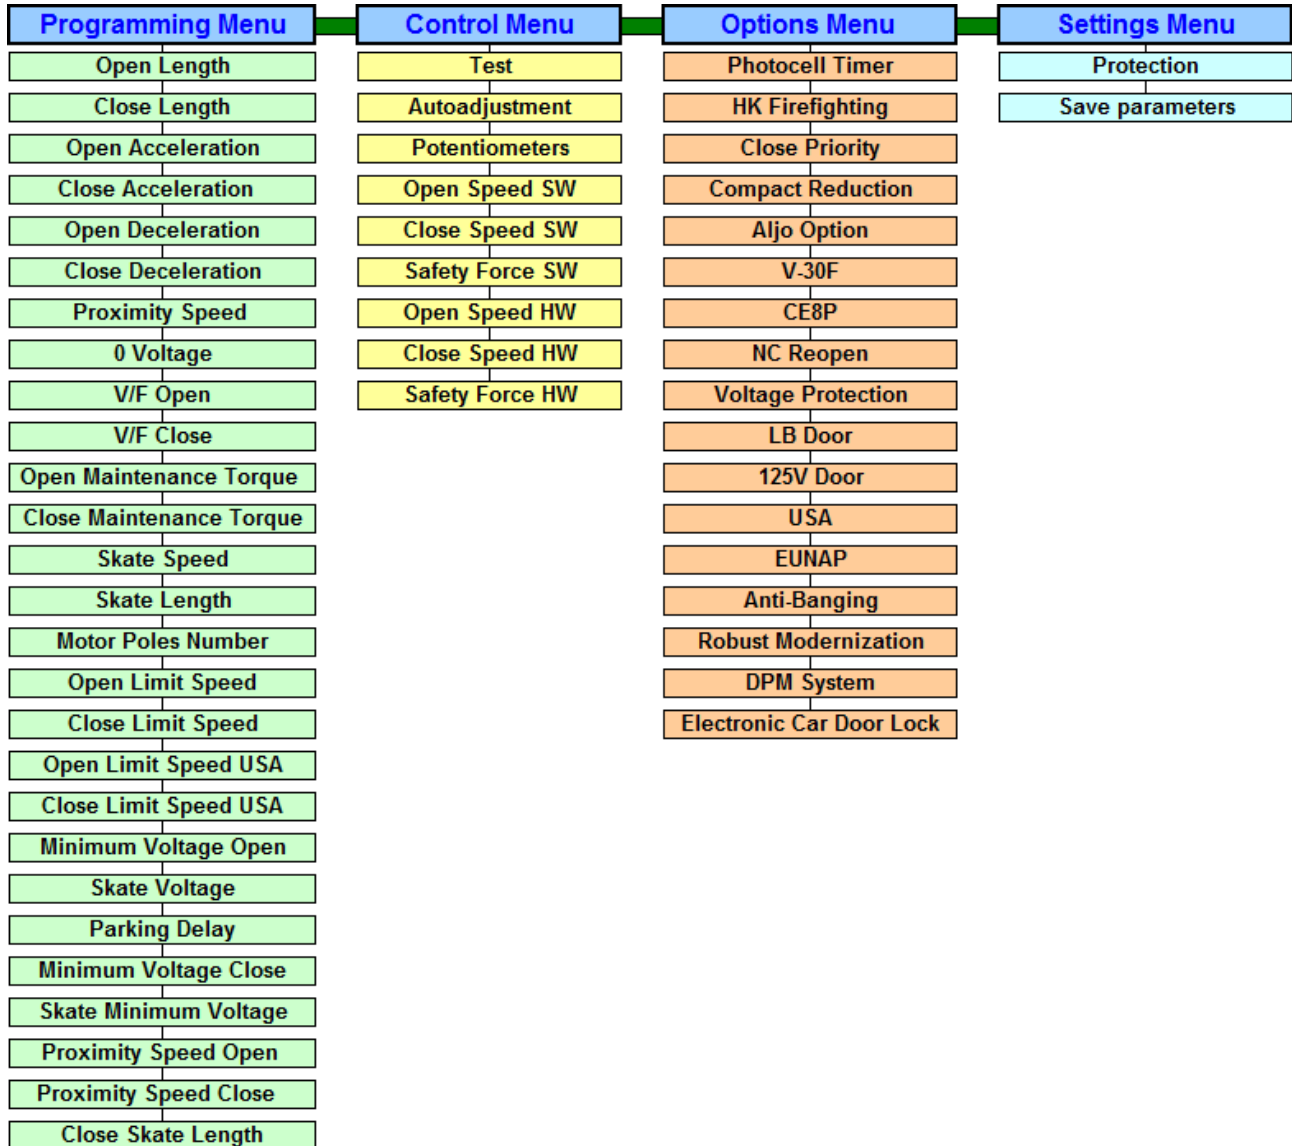 Programming Menu
Open Length
Close Length
Open Acceleration
Close Acceleration
Open Deceleration
Close Deceleration
Proximity Speed
0 Voltage
V/F Open
V/F Close
Open Maintenance Torque
Close Maintenance Torque
Skate Speed
Skate Length
Motor Poles Number
Open Limit Speed
Close Limit Speed
Open Limit Speed USA
Close Limit Speed USA
Minimum Voltage Open
Skate Voltage
Parking Delay
Minimum Voltage Close
Skate Minimum Voltage
Proximity Speed Open
Proximity Speed Close
Close Skate Length
Control Menu
Test
Autoadjustment
Potentiometers
Open Speed SW
Close Speed SW
Safety Force SW
Open Speed HW
Close Speed HW
Safety Force HW
Options Menu
Photocell Timer
HK Firefighting
Close Priority
Compact Reduction
Aljo Option
V-30F
CE8P
NC Reopen
Voltage Protection
LB Door
125V Door
USA
EUNAP
Anti-Banging
Robust Modernization
DPM System
Electronic Car Door Lock
Settings Menu
Protection
Save parameters